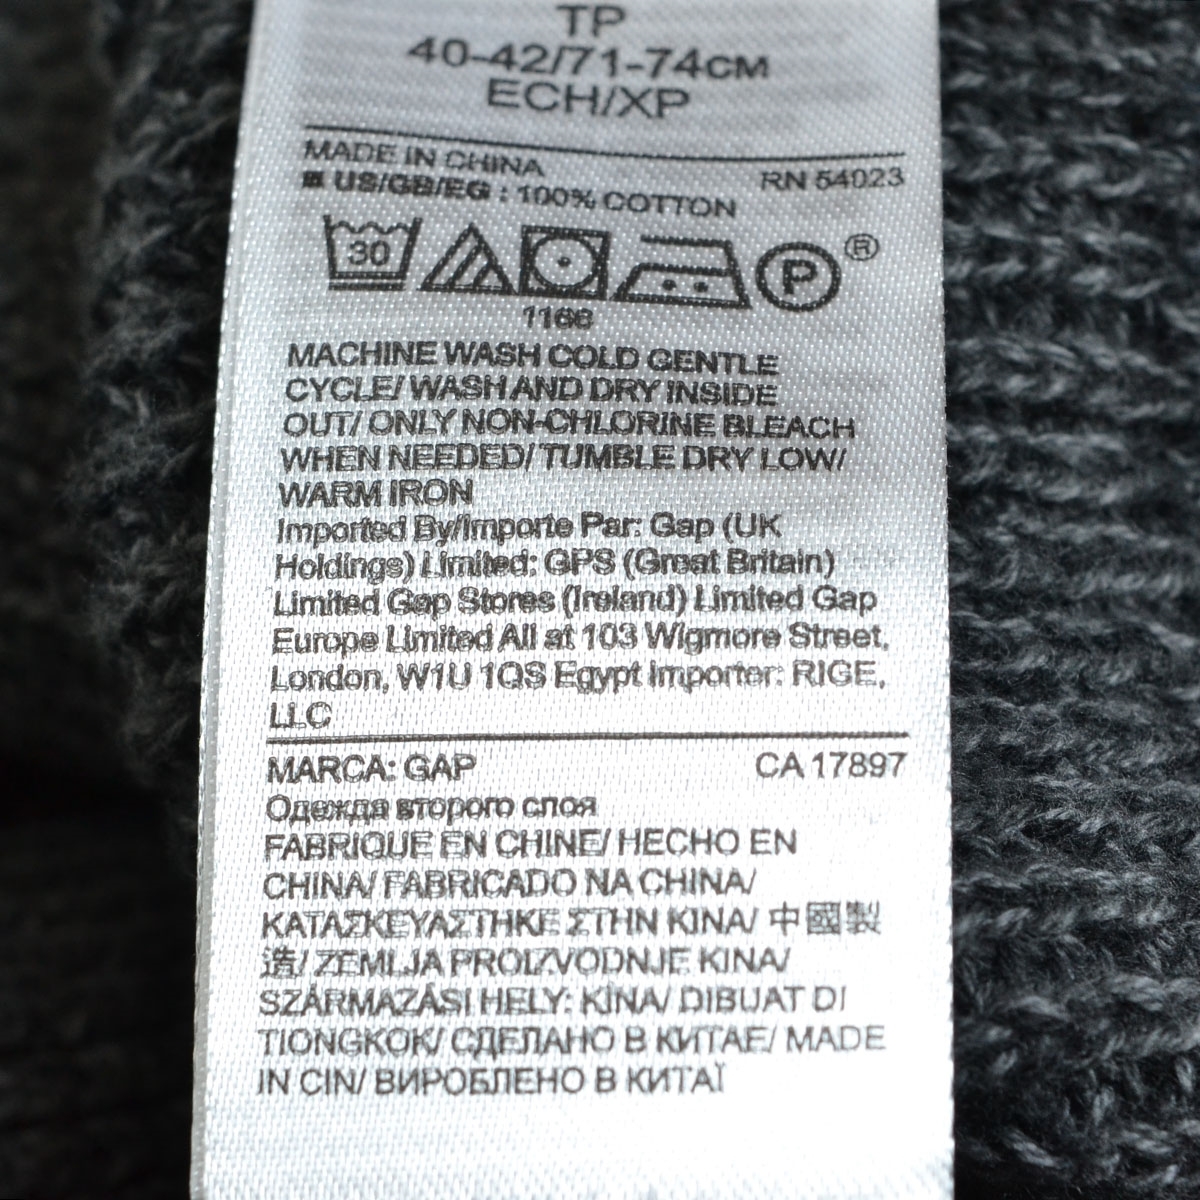 TP
40-42/71-74CM
ECH/XP
MADE IN CHINA
RN 54023
■ US/GB/EG : 100% COTTON
30
P
®
1166
MACHINE WASH COLD GENTLE
CYCLE/ WASH AND DRY INSIDE
OUT/ ONLY NON-CHLORINE BLEACH
WHEN NEEDED/ TUMBLE DRY LOW/
WARM IRON
Imported By/Importe Par: Gap (UK
Holdings) Limited: GPS (Great Britain)
Limited Gap Stores (Ireland) Limited Gap
Europe Limited All at 103 Wigmore Street,
London, W1U 1QS Egypt Importer: RIGE,
LLC
MARCA: GAP
CA 17897
Одежда второго слоя
FABRIQUE EN CHINE/ HECHO EN
CHINA/ FABRICADO NA CHINA/
ΚΑΤΑΣΚΕΥΑΣΤΗΚΕ ΣΤΗΝ ΚΙΝΑ/ 中國製
造/ ZEMLJA PROIZVODNJE KINA/
SZÁRMAZÁSI HELY: KÍNA/ DIBUAT DI
TIONGKOK/ СДЕЛАНО В КИТАЕ/ MADE
IN CIN/ ВИРОБЛЕНО В КИТАЇ